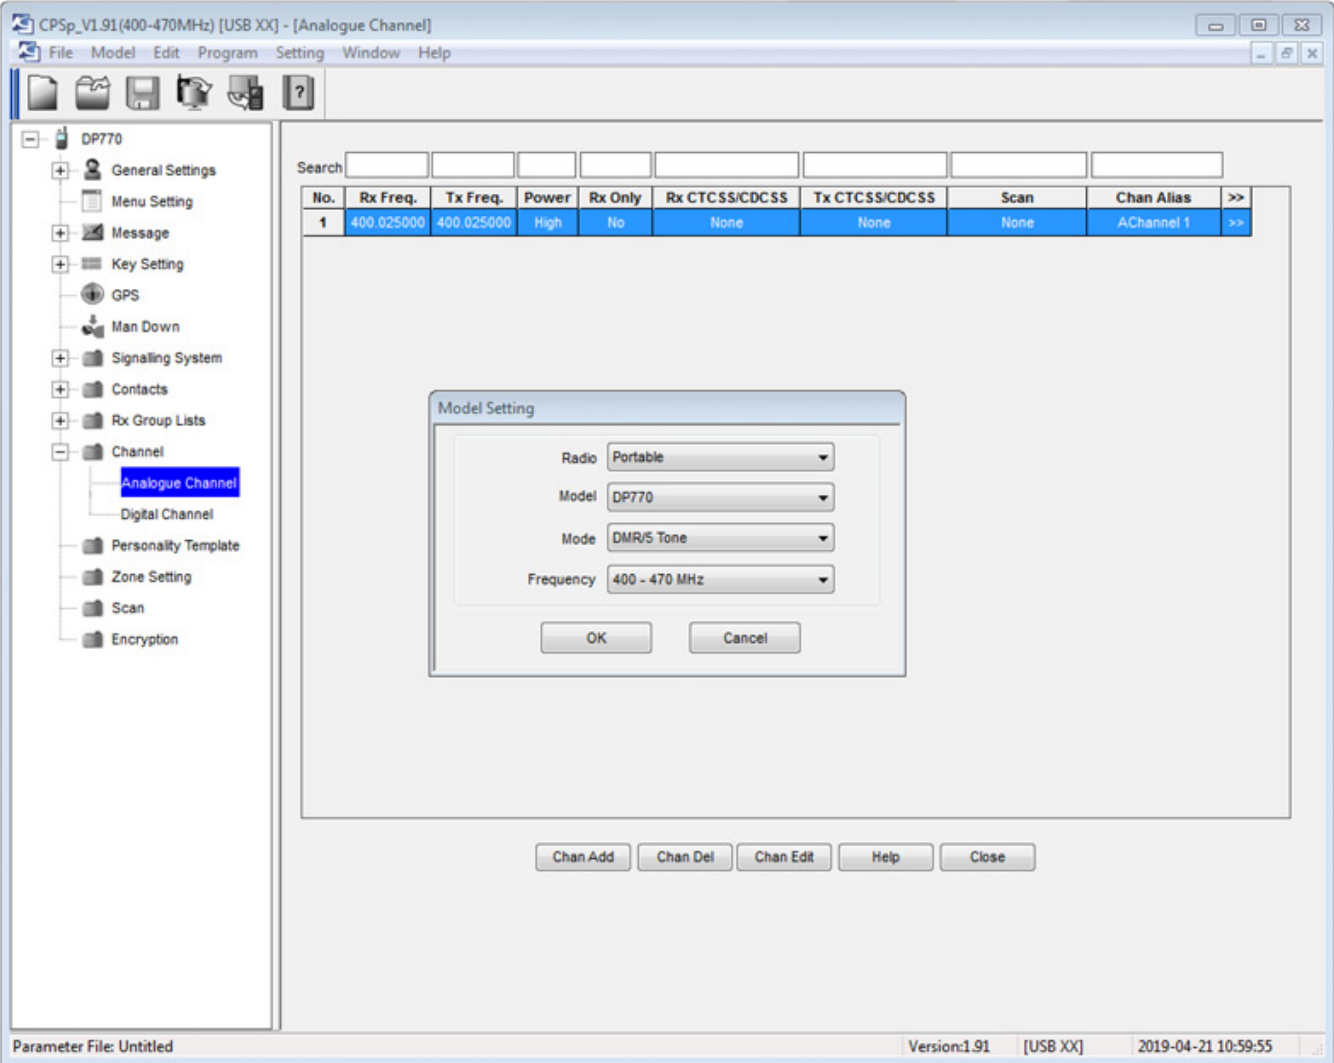 CPSp_V1.91(400-470MHz) [USB XX] - [Analogue Channel]
File Model Edit Program Setting Window Help
DP770
General Settings
Menu Setting
Message
Key Setting
GPS
Man Down
Signalling System
Contacts
Rx Group Lists
Channel
Analogue Channel
Digital Channel
Personality Template
Zone Setting
Scan
Encryption
Search
No. Rx Freq. Tx Freq. Power Rx Only Rx CTCSS/CDCSS Tx CTCSS/CDCSS Scan Chan Alias >>
1 400.025000 400.025000 High No None None None AChannel 1 >>
Model Setting
Radio Portable
Model DP770
Mode DMR/5 Tone
Frequency 400 - 470 MHz
OK Cancel
Chan Add Chan Del Chan Edit Help Close
Parameter File: Untitled Version:1.91 [USB XX] 2019-04-21 10:59:55